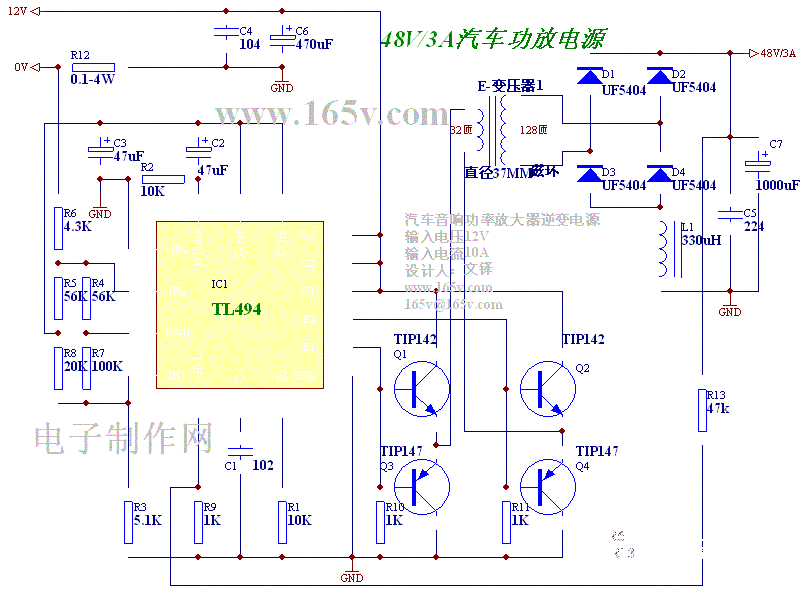 12V
0V
R12
0.1-4W
C4
104
C6
470uF
GND
48V/3A汽车功放电源
48V/3A
E-变压器1
32匝
128匝
直径37MM磁环
D1
UF5404
D2
UF5404
D3
UF5404
D4
UF5404
C7
1000uF
C5
224
L1
330uH
GND
www.165v.com
C3
47uF
C2
47uF
R2
10K
GND
R6
4.3K
R5
56K
R4
56K
R8
20K
R7
100K
IC1
TL494
汽车音响功率放大器逆变电源
输入电压12V
输入电流10A
设计人：文铎
www.165v.com
165v@165v.com
TIP142
Q1
TIP142
Q2
TIP147
Q3
TIP147
Q4
R13
47k
电子制作网
C1
102
R3
5.1K
R9
1K
R1
10K
R10
1K
R11
1K
GND